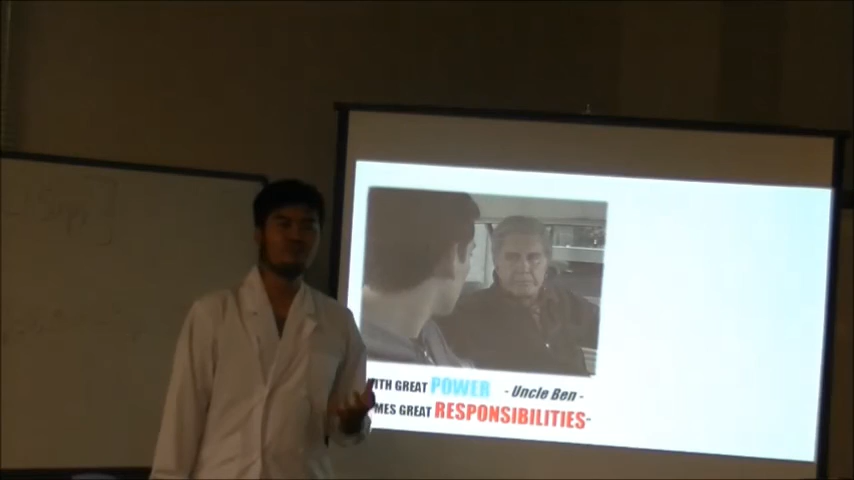 ITH GREAT POWER - Uncle Ben -
MES GREAT RESPONSIBILITIES-